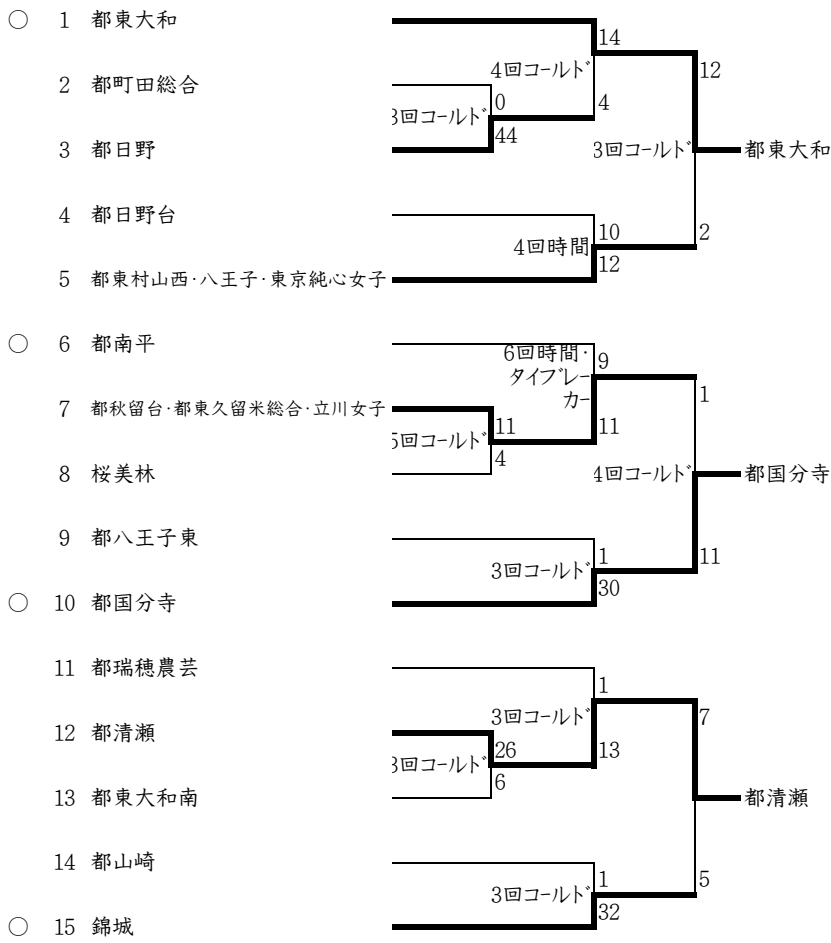 ○ 1 都東大和
14
4回コールド
12
2 都町田総合
0
4
3回コールド
44
3 都日野
3回コールド
都東大和
4 都日野台
10
2
4回時間
12
5 都東村山西・八王子・東京純心女子
○ 6 都南平
6回時間・
9
タイブレー
カー
1
7 都秋留台・都東久留米総合・立川女子
11
11
5回コールド
4
8 桜美林
4回コールド
都国分寺
9 都八王子東
1
11
3回コールド
30
○ 10 都国分寺
11 都瑞穂農芸
1
3回コールド
7
12 都清瀬
26
13
3回コールド
6
13 都東大和南
都清瀬
14 都山崎
1
5
3回コールド
32
○ 15 錦城